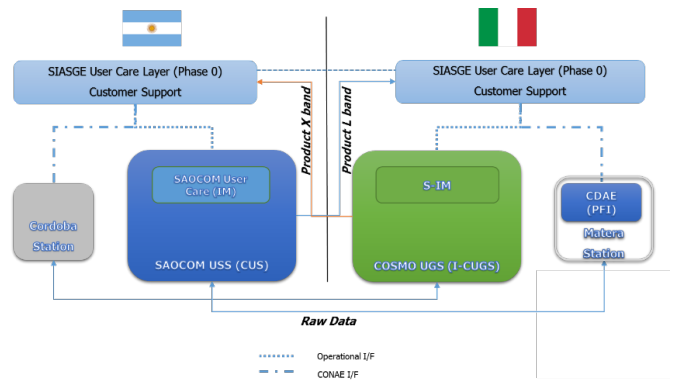 SIASGE User Care Layer (Phase 0)
Customer Support
SIASGE User Care Layer (Phase 0)
Customer Support
Product X band
Product L band
SAOCOM User
Care (IM)
SAOCOM USS (CUS)
S-IM
COSMO UGS (I-CUGS)
Cordoba
Station
CDAE
(PFI)
Matera
Station
Raw Data
Operational I/F
CONAE I/F